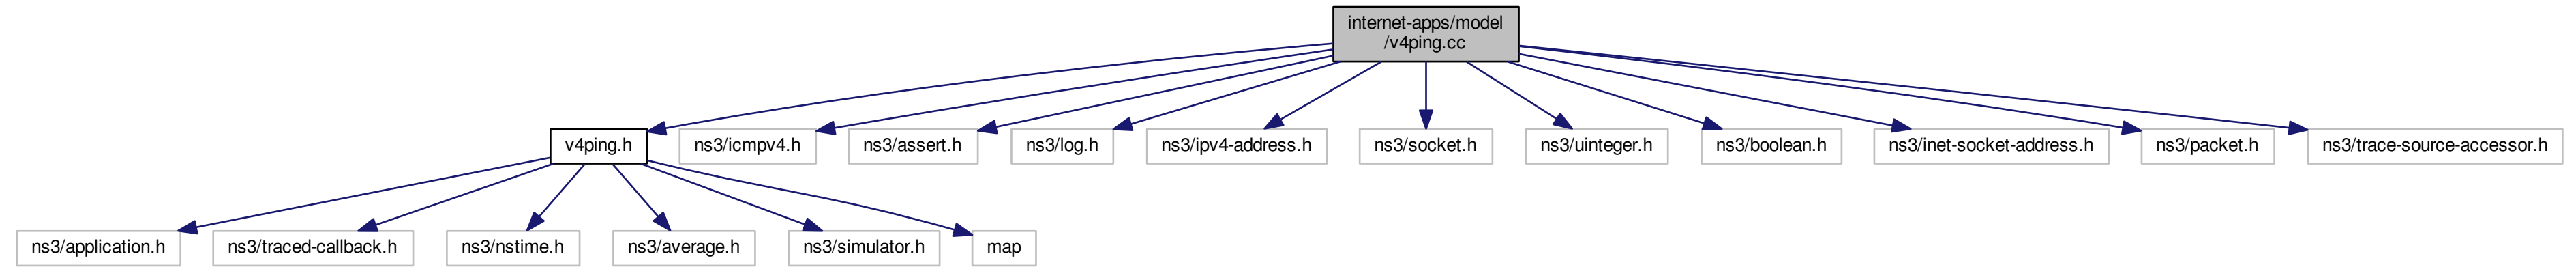 internet-apps/model
/v4ping.cc
v4ping.h
ns3/icmpv4.h
ns3/assert.h
ns3/log.h
ns3/ipv4-address.h
ns3/socket.h
ns3/uinteger.h
ns3/boolean.h
ns3/inet-socket-address.h
ns3/packet.h
ns3/trace-source-accessor.h
ns3/application.h
ns3/traced-callback.h
ns3/nstime.h
ns3/average.h
ns3/simulator.h
map